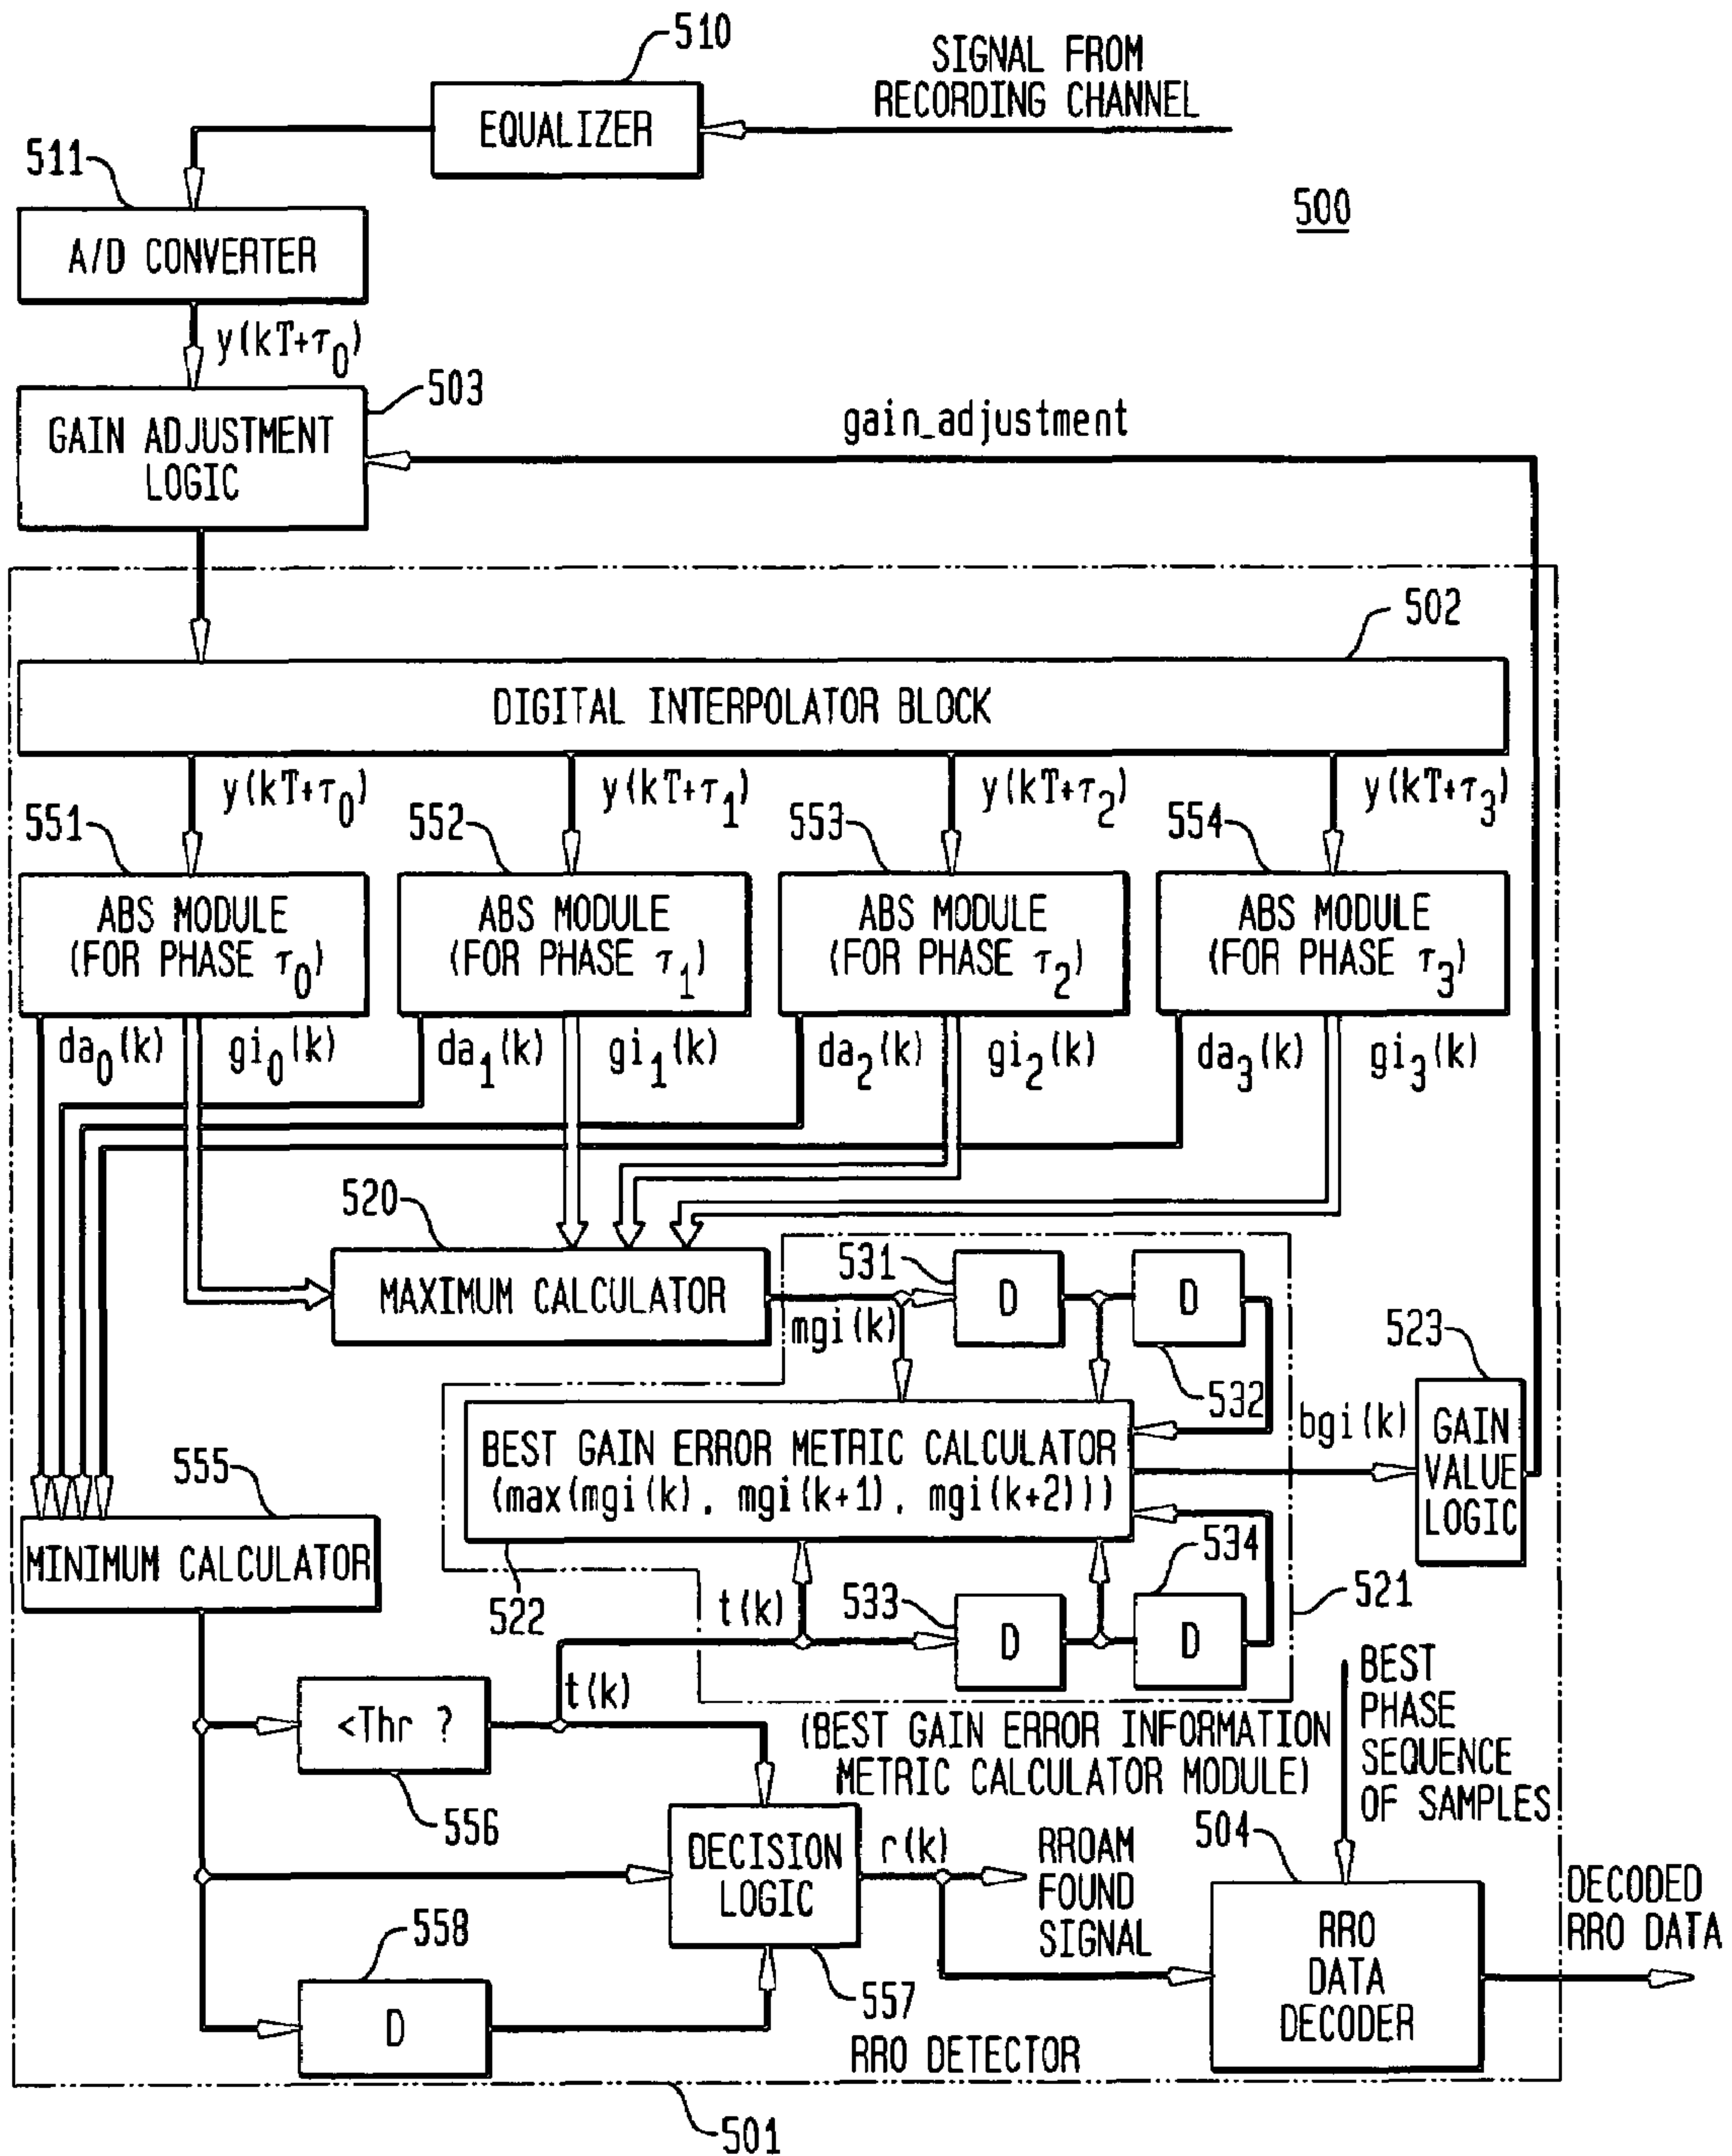 510
SIGNAL FROM
RECORDING CHANNEL
EQUALIZER
511
500
A/D CONVERTER
y(kT+τ0)
503
GAIN ADJUSTMENT
LOGIC
gain_adjustment
502
DIGITAL INTERPOLATOR BLOCK
y(kT+τ0)
y(kT+τ1)
y(kT+τ2)
y(kT+τ3)
551
552
553
554
ABS MODULE
(FOR PHASE τ0)
ABS MODULE
(FOR PHASE τ1)
ABS MODULE
(FOR PHASE τ2)
ABS MODULE
(FOR PHASE τ3)
da0(k)
gi0(k)
da1(k)
gi1(k)
da2(k)
gi2(k)
da3(k)
gi3(k)
520
MAXIMUM CALCULATOR
531
D
D
mgi(k)
532
523
BEST GAIN ERROR METRIC CALCULATOR
(max(mgi(k), mgi(k+1), mgi(k+2)))
bgi(k)
GAIN
VALUE
LOGIC
555
MINIMUM CALCULATOR
522
t(k)
533
D
534
D
521
<Thr ?
t(k)
556
(BEST GAIN ERROR INFORMATION
METRIC CALCULATOR MODULE)
BEST
PHASE
SEQUENCE
OF SAMPLES
DECISION
LOGIC
r(k)
RROAM
FOUND
SIGNAL
504
RRO
DATA
DECODER
DECODED
RRO DATA
558
D
557
RRO DETECTOR
501